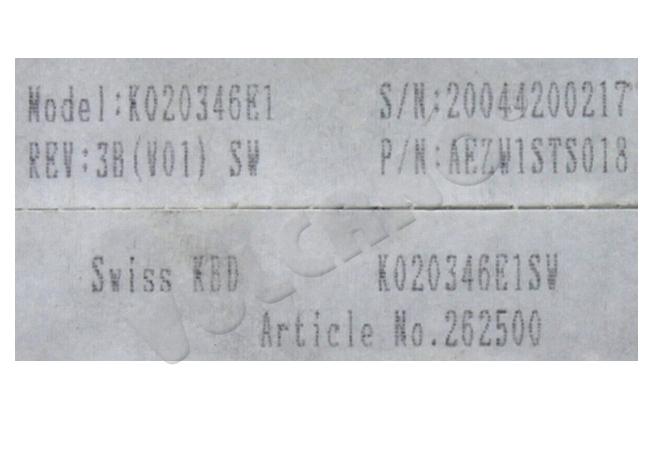 Model:K020346E1 S/N:20044200217
REV:3B(V01) SW P/N:AEZW1STS018
Swiss KBD K020346E1SW
Article No.262500